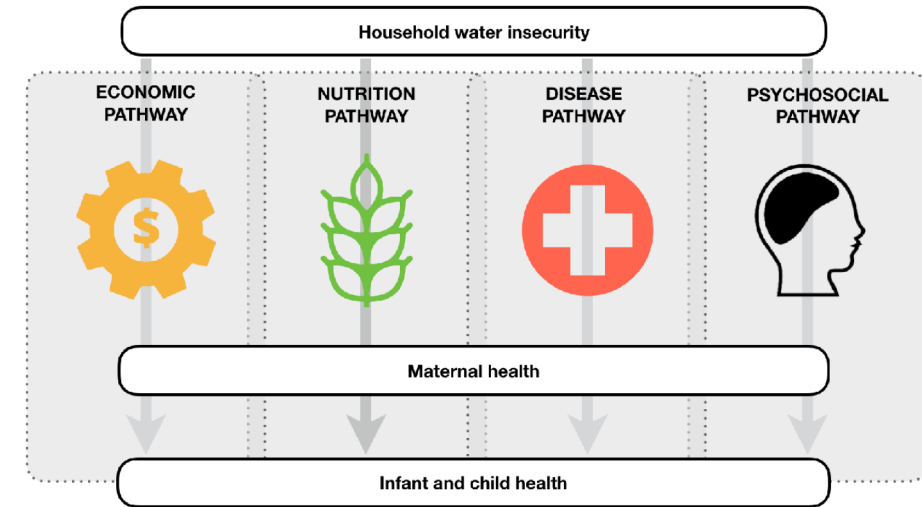 Household water insecurity
ECONOMIC
PATHWAY
NUTRITION
PATHWAY
DISEASE
PATHWAY
PSYCHOSOCIAL
PATHWAY
$
Maternal health
Infant and child health